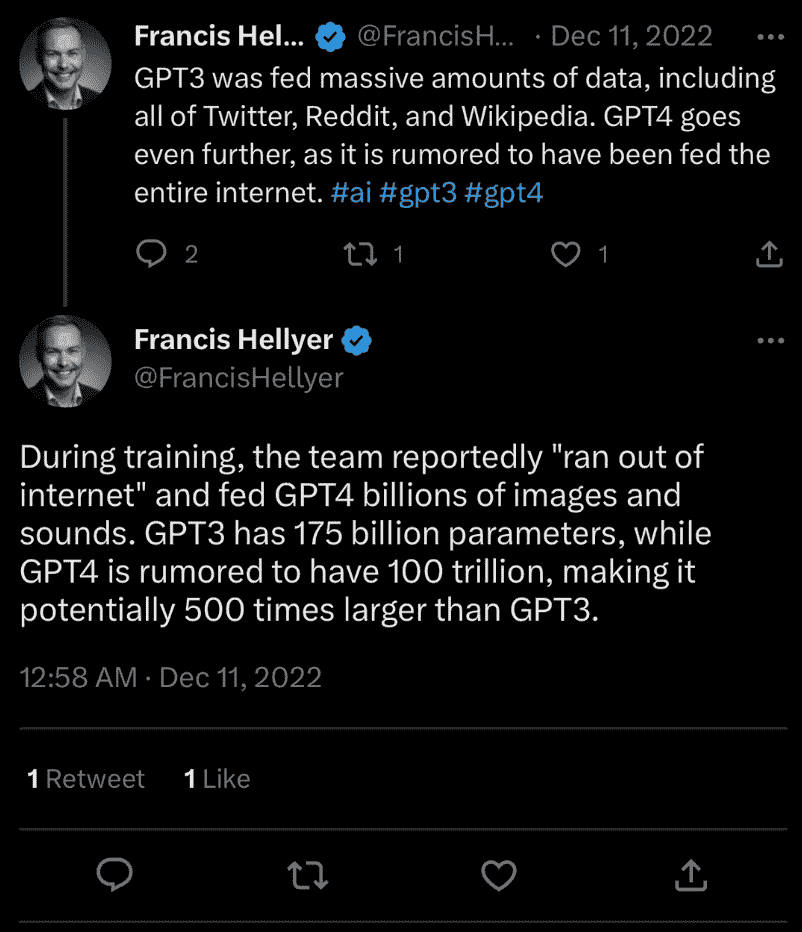 Francis Hel... @FrancisH... · Dec 11, 2022
GPT3 was fed massive amounts of data, including
all of Twitter, Reddit, and Wikipedia. GPT4 goes
even further, as it is rumored to have been fed the
entire internet. #ai #gpt3 #gpt4
2 1 1
Francis Hellyer
@FrancisHellyer
During training, the team reportedly "ran out of
internet" and fed GPT4 billions of images and
sounds. GPT3 has 175 billion parameters, while
GPT4 is rumored to have 100 trillion, making it
potentially 500 times larger than GPT3.
12:58 AM · Dec 11, 2022
1 Retweet 1 Like